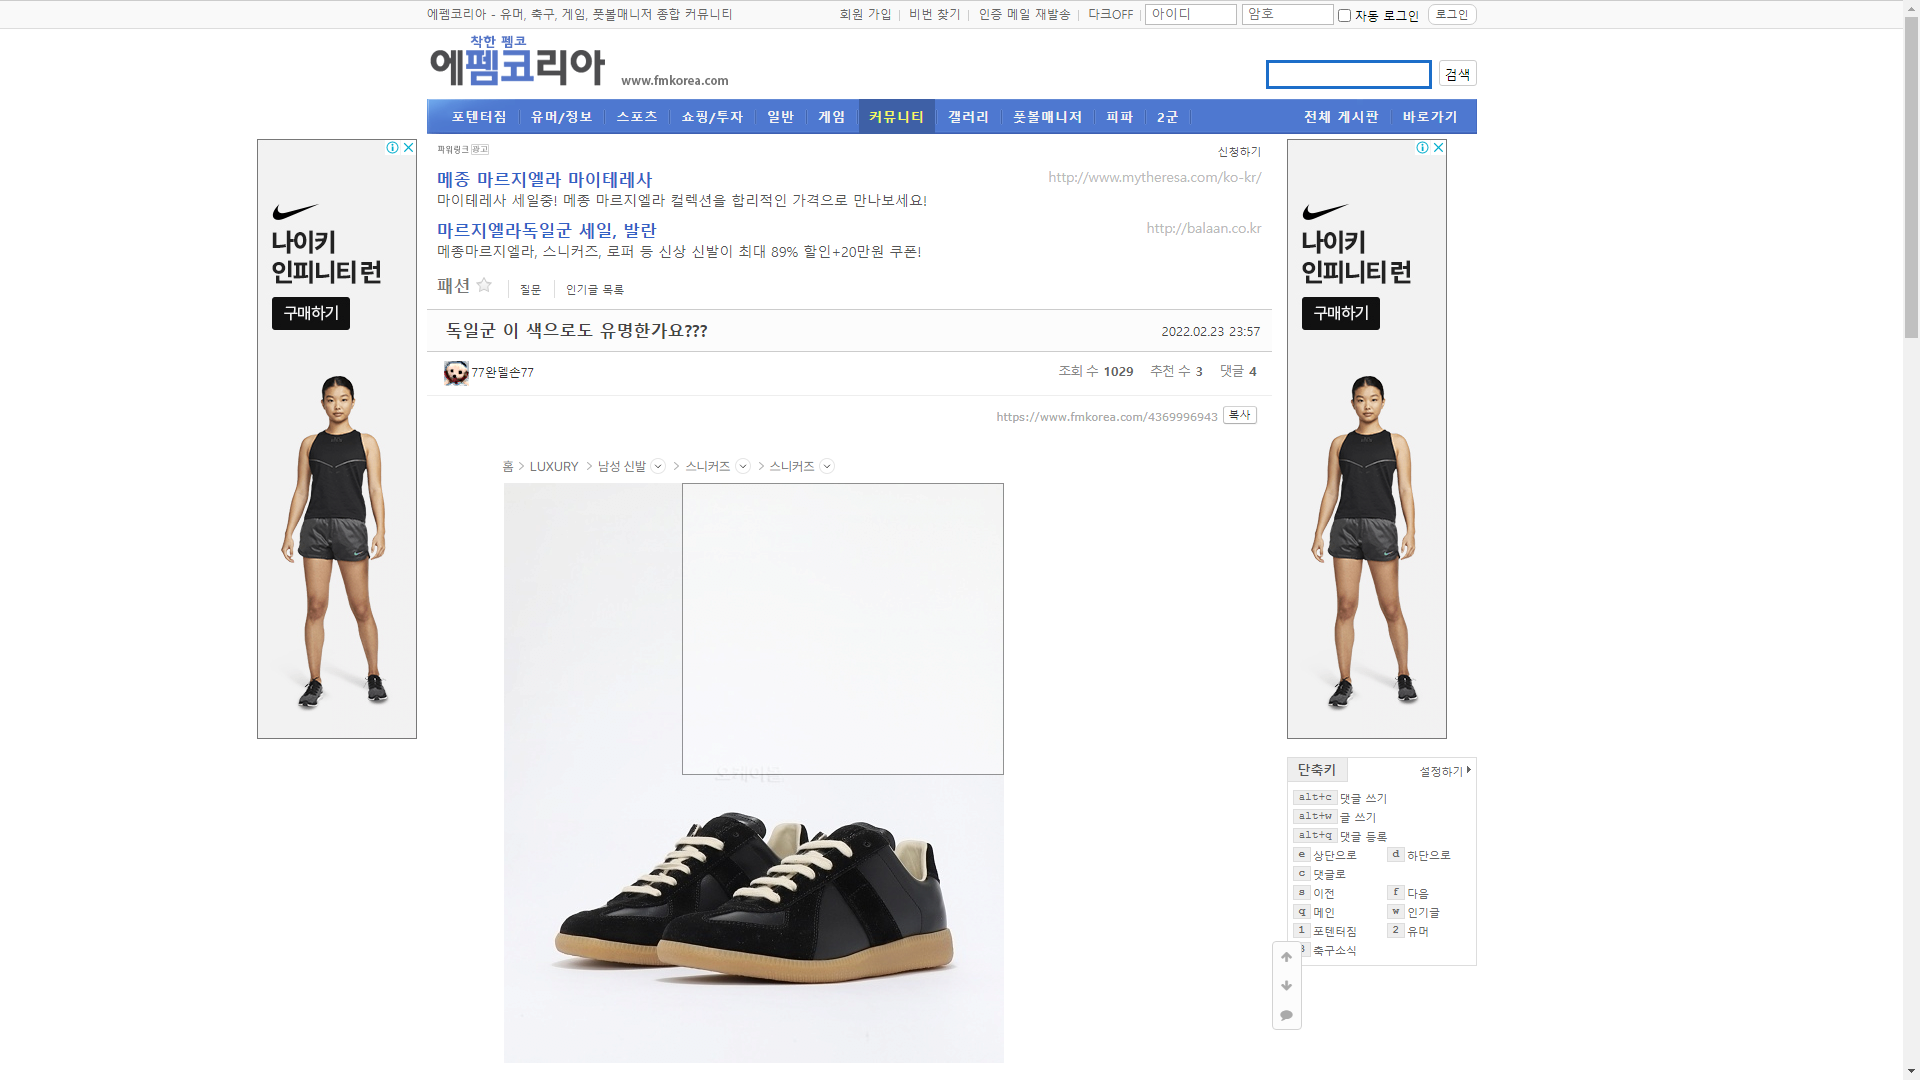 에펨코리아 - 유머, 축구, 게임, 풋볼매니저 종합 커뮤니티
회원 가입 비번 찾기 인증 메일 재발송 다크OFF 아이디 암호 자동 로그인 로그인
착한 펨코
에펨코리아 www.fmkorea.com
검색
포텐터짐 유머/정보 스포츠 쇼핑/투자 일반 게임 커뮤니티 갤러리 풋볼매니저 피파 2군 전체 게시판 바로가기
파워링크 광고
신청하기
메종 마르지엘라 마이테레사
http://www.mytheresa.com/ko-kr/
마이테레사 세일중! 메종 마르지엘라 컬렉션을 합리적인 가격으로 만나보세요!
마르지엘라독일군 세일, 발란
http://balaan.co.kr
메종마르지엘라, 스니커즈, 로퍼 등 신상 신발이 최대 89% 할인+20만원 쿠폰!
패션 질문 인기글 목록
독일군 이 색으로도 유명한가요???
2022.02.23 23:57
77완델손77
조회 수 1029 추천 수 3 댓글 4
https://www.fmkorea.com/4369996943 복사
홈 > LUXURY > 남성 신발 > 스니커즈 > 스니커즈
나이키
인피니티 런
구매하기
나이키
인피니티 런
구매하기
단축키 설정하기
alt+c 댓글 쓰기
alt+w 글 쓰기
alt+q 댓글 등록
e 상단으로 d 하단으로
c 댓글로
s 이전 f 다음
q 메인 w 인기글
1 포텐터짐 2 유머
3 축구소식